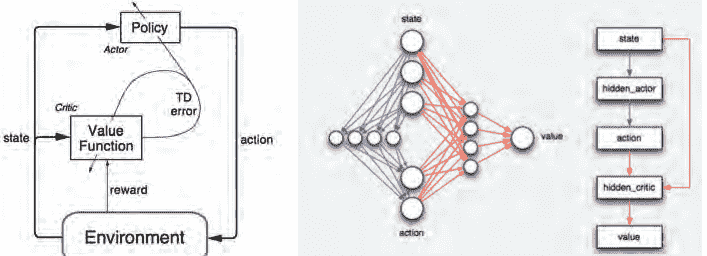 Policy
Actor
TD
error
Critic
Value
Function
state
action
reward
Environment
state
value
action
state
hidden_actor
action
hidden_critic
value